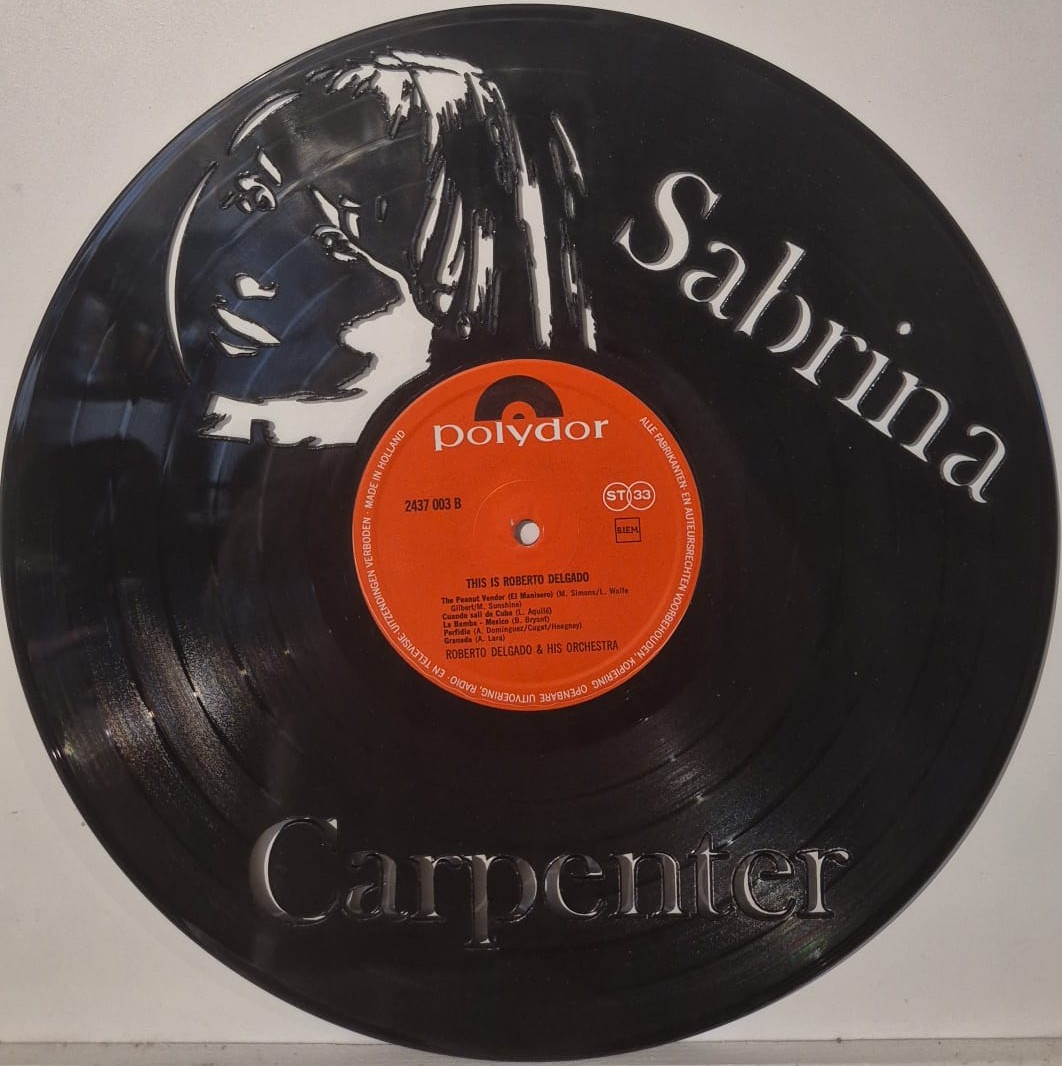 Sabrina
polydor
2437 003 B
ST 33
B.I.E.M.
THIS IS ROBERTO DELGADO
The Peanut Vendor (El Manisero) (M. Simons/L. Wolfe
Gilbert/M. Sunshine)
Cuando sali de Cuba (L. Aquilé)
La Bamba - Mexico (B. Bryant)
Perfidia (A. Dominguez/Cugat/Heagney)
Granada (A. Lara)
ROBERTO DELGADO & HIS ORCHESTRA
ALLE FABRIKANTEN- EN AUTEURSRECHTEN VOORBEHOUDEN. KOPIERING, OPENBARE UITVOERING, RADIO- EN TELEVISIE-UITZENDINGEN VERBODEN · MADE IN HOLLAND
Carpenter